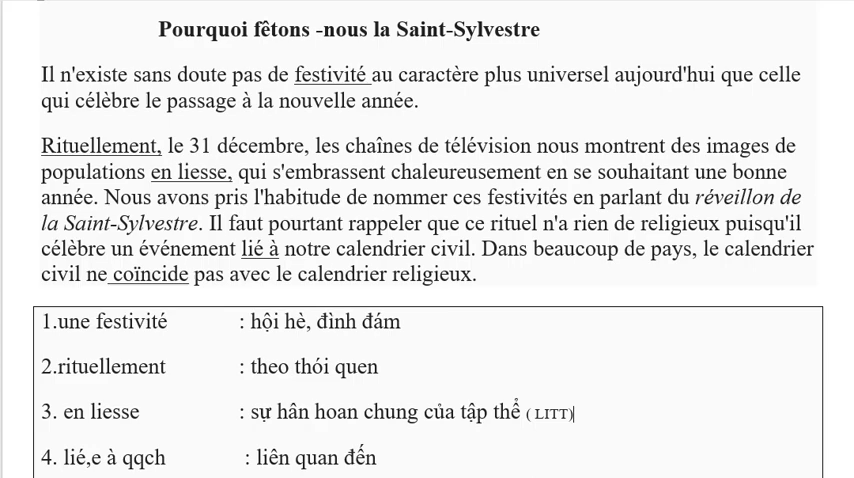 Pourquoi fêtons -nous la Saint-Sylvestre
Il n'existe sans doute pas de festivité au caractère plus universel aujourd'hui que celle
qui célèbre le passage à la nouvelle année.
Rituellement, le 31 décembre, les chaînes de télévision nous montrent des images de
populations en liesse, qui s'embrassent chaleureusement en se souhaitant une bonne
année. Nous avons pris l'habitude de nommer ces festivités en parlant du réveillon de
la Saint-Sylvestre. Il faut pourtant rappeler que ce rituel n'a rien de religieux puisqu'il
célèbre un événement lié à notre calendrier civil. Dans beaucoup de pays, le calendrier
civil ne coïncide pas avec le calendrier religieux.
1.une festivité : hội hè, đình đám
2.rituellement : theo thói quen
3. en liesse : sự hân hoan chung của tập thể ( LITT)
4. lié,e à qqch : liên quan đến